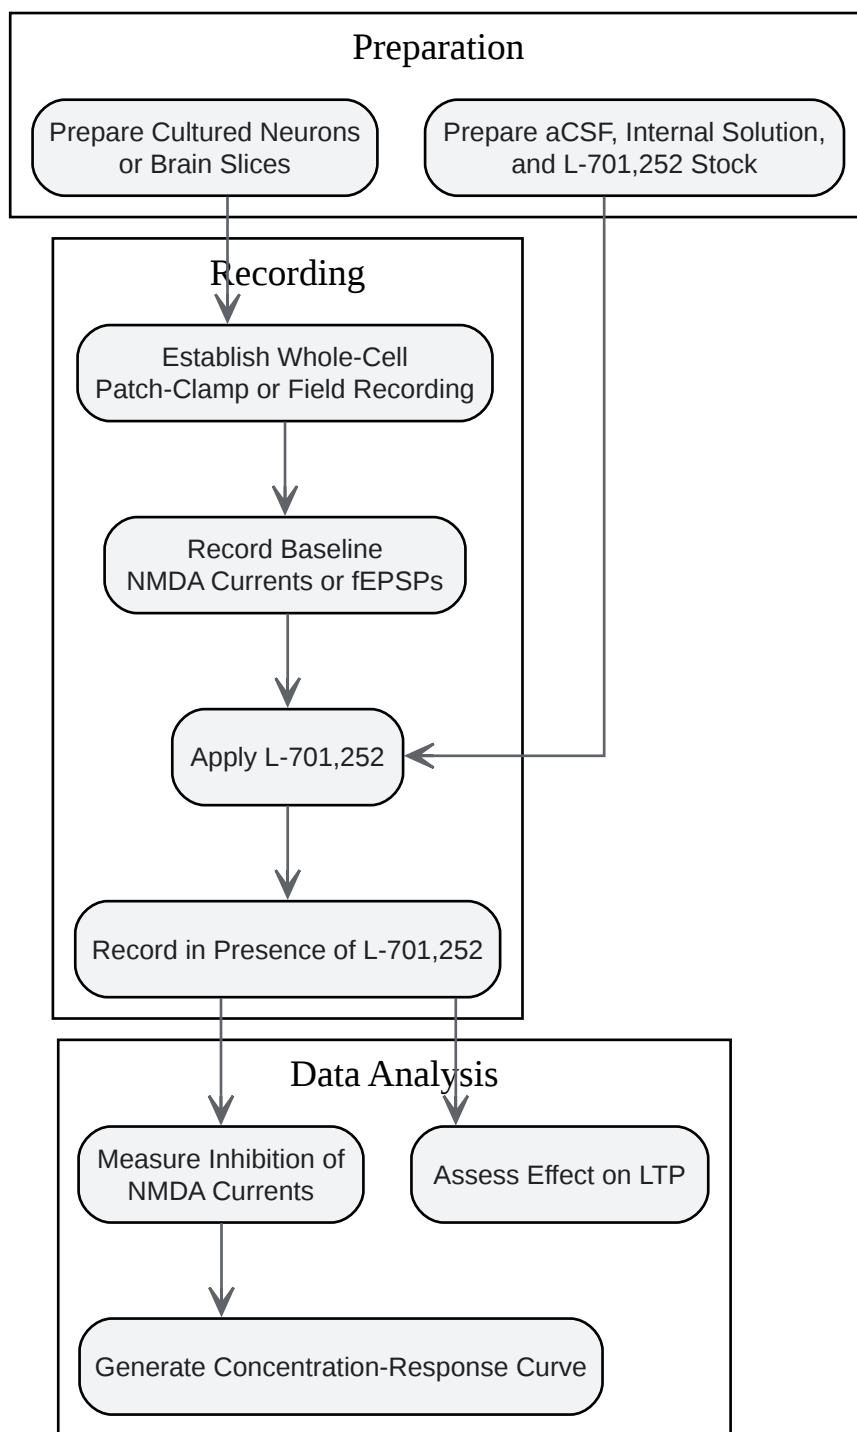 Preparation
Prepare Cultured Neurons
or Brain Slices
Prepare aCSF, Internal Solution,
and L-701,252 Stock
Recording
Establish Whole-Cell
Patch-Clamp or Field Recording
Record Baseline
NMDA Currents or fEPSPs
Apply L-701,252
Record in Presence of L-701,252
Data Analysis
Measure Inhibition of
NMDA Currents
Assess Effect on LTP
Generate Concentration-Response Curve